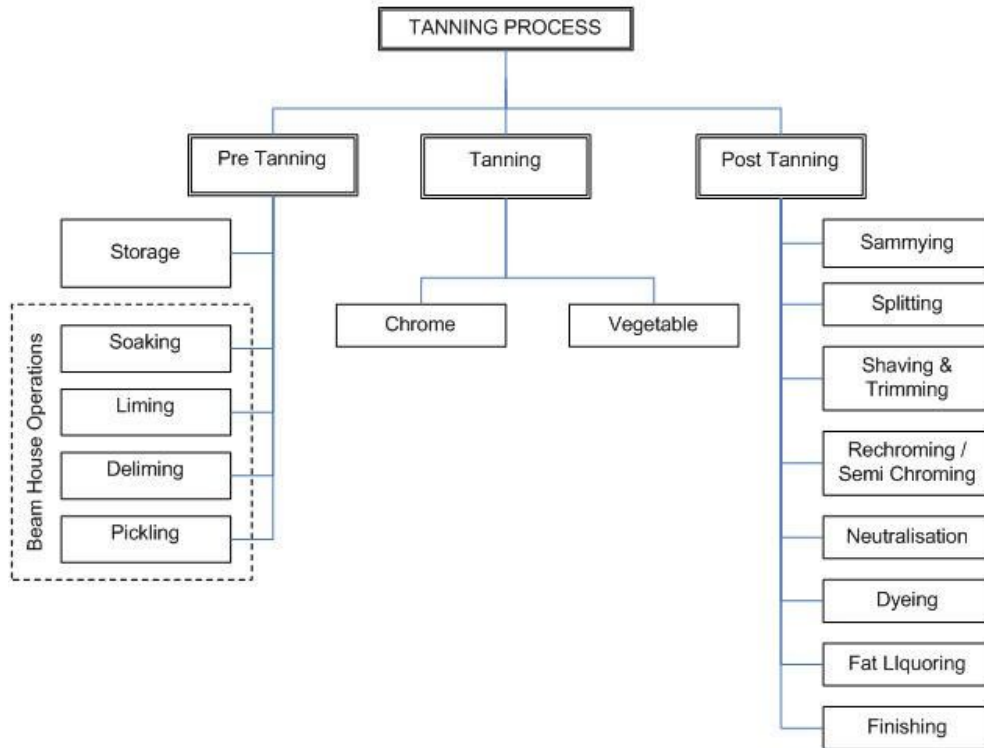 TANNING PROCESS
Pre Tanning
Tanning
Post Tanning
Storage
Beam House Operations
Soaking
Liming
Deliming
Pickling
Chrome
Vegetable
Sammying
Splitting
Shaving &
Trimming
Rechroming /
Semi Chroming
Neutralisation
Dyeing
Fat LIquoring
Finishing